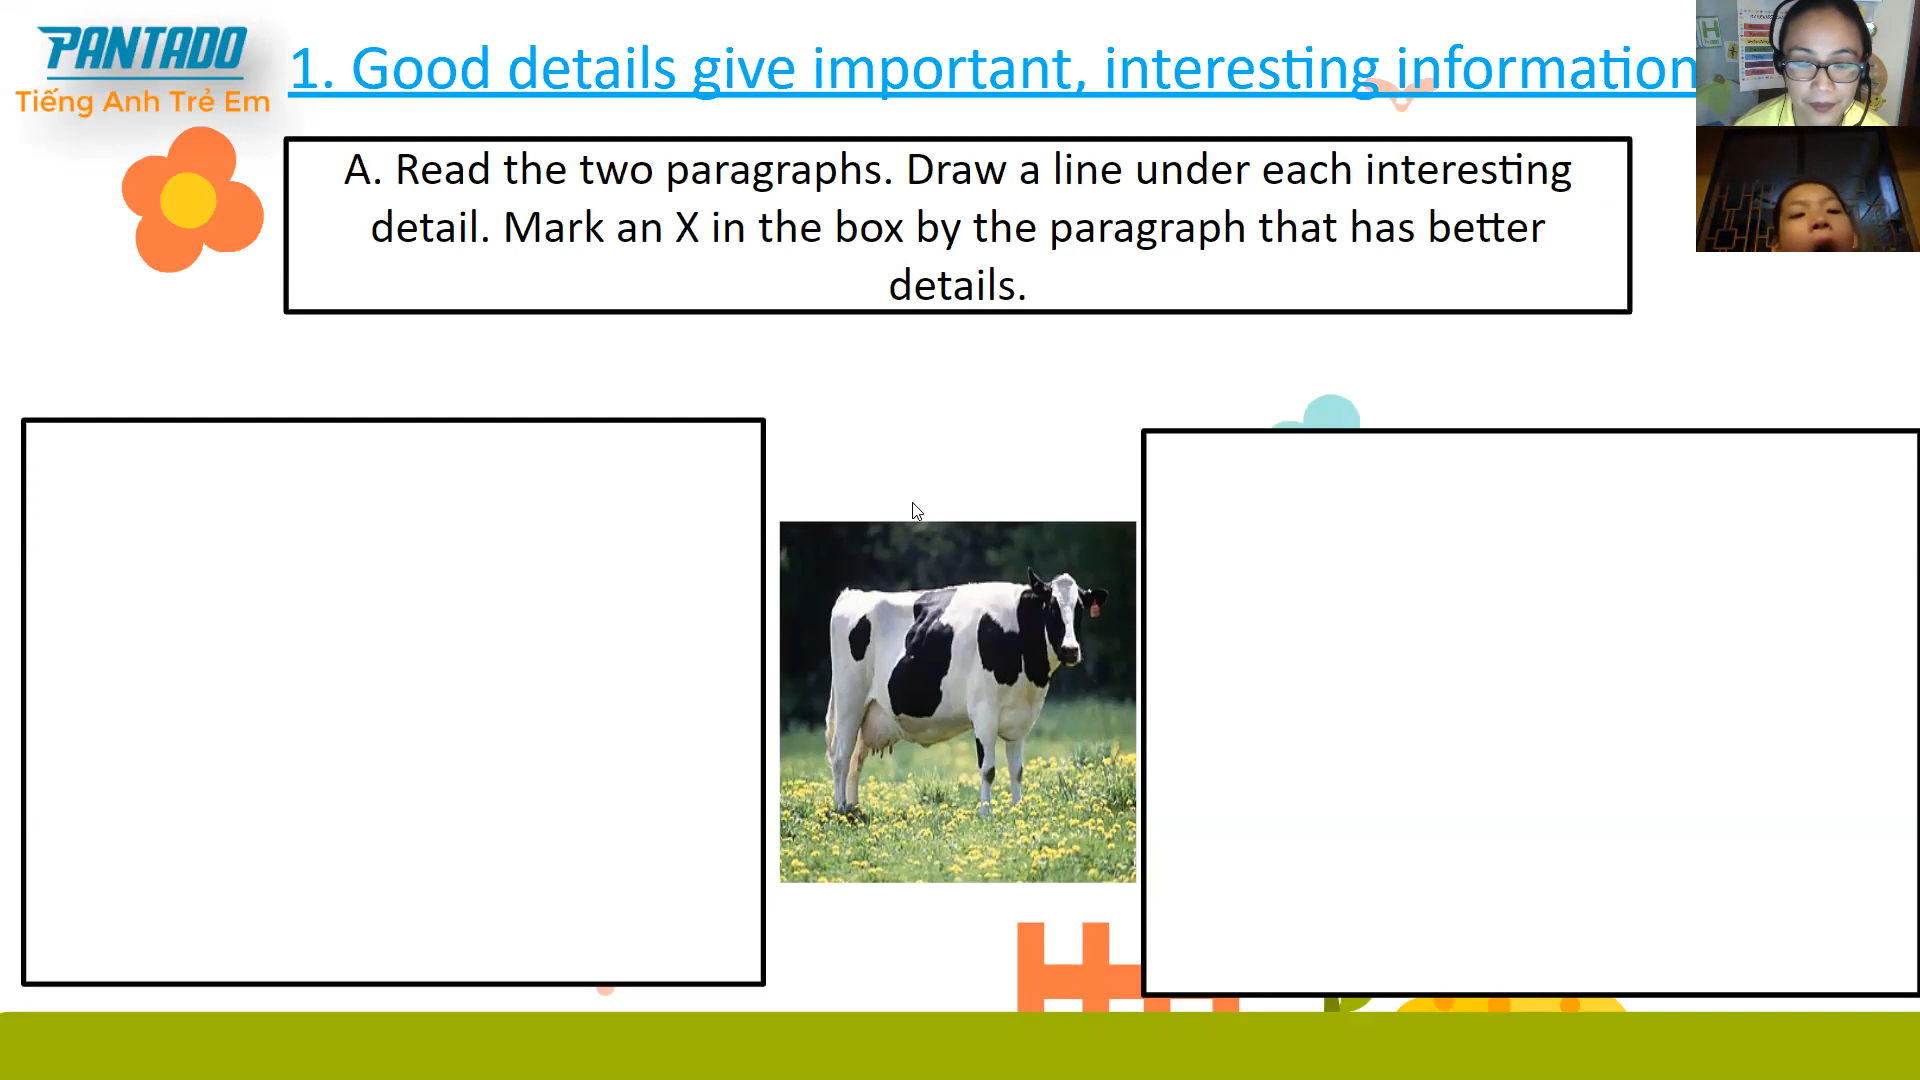 PANTADO
Tiếng Anh Trẻ Em
1. Good details give important, interesting information
A. Read the two paragraphs. Draw a line under each interesting
detail. Mark an X in the box by the paragraph that has better
details.